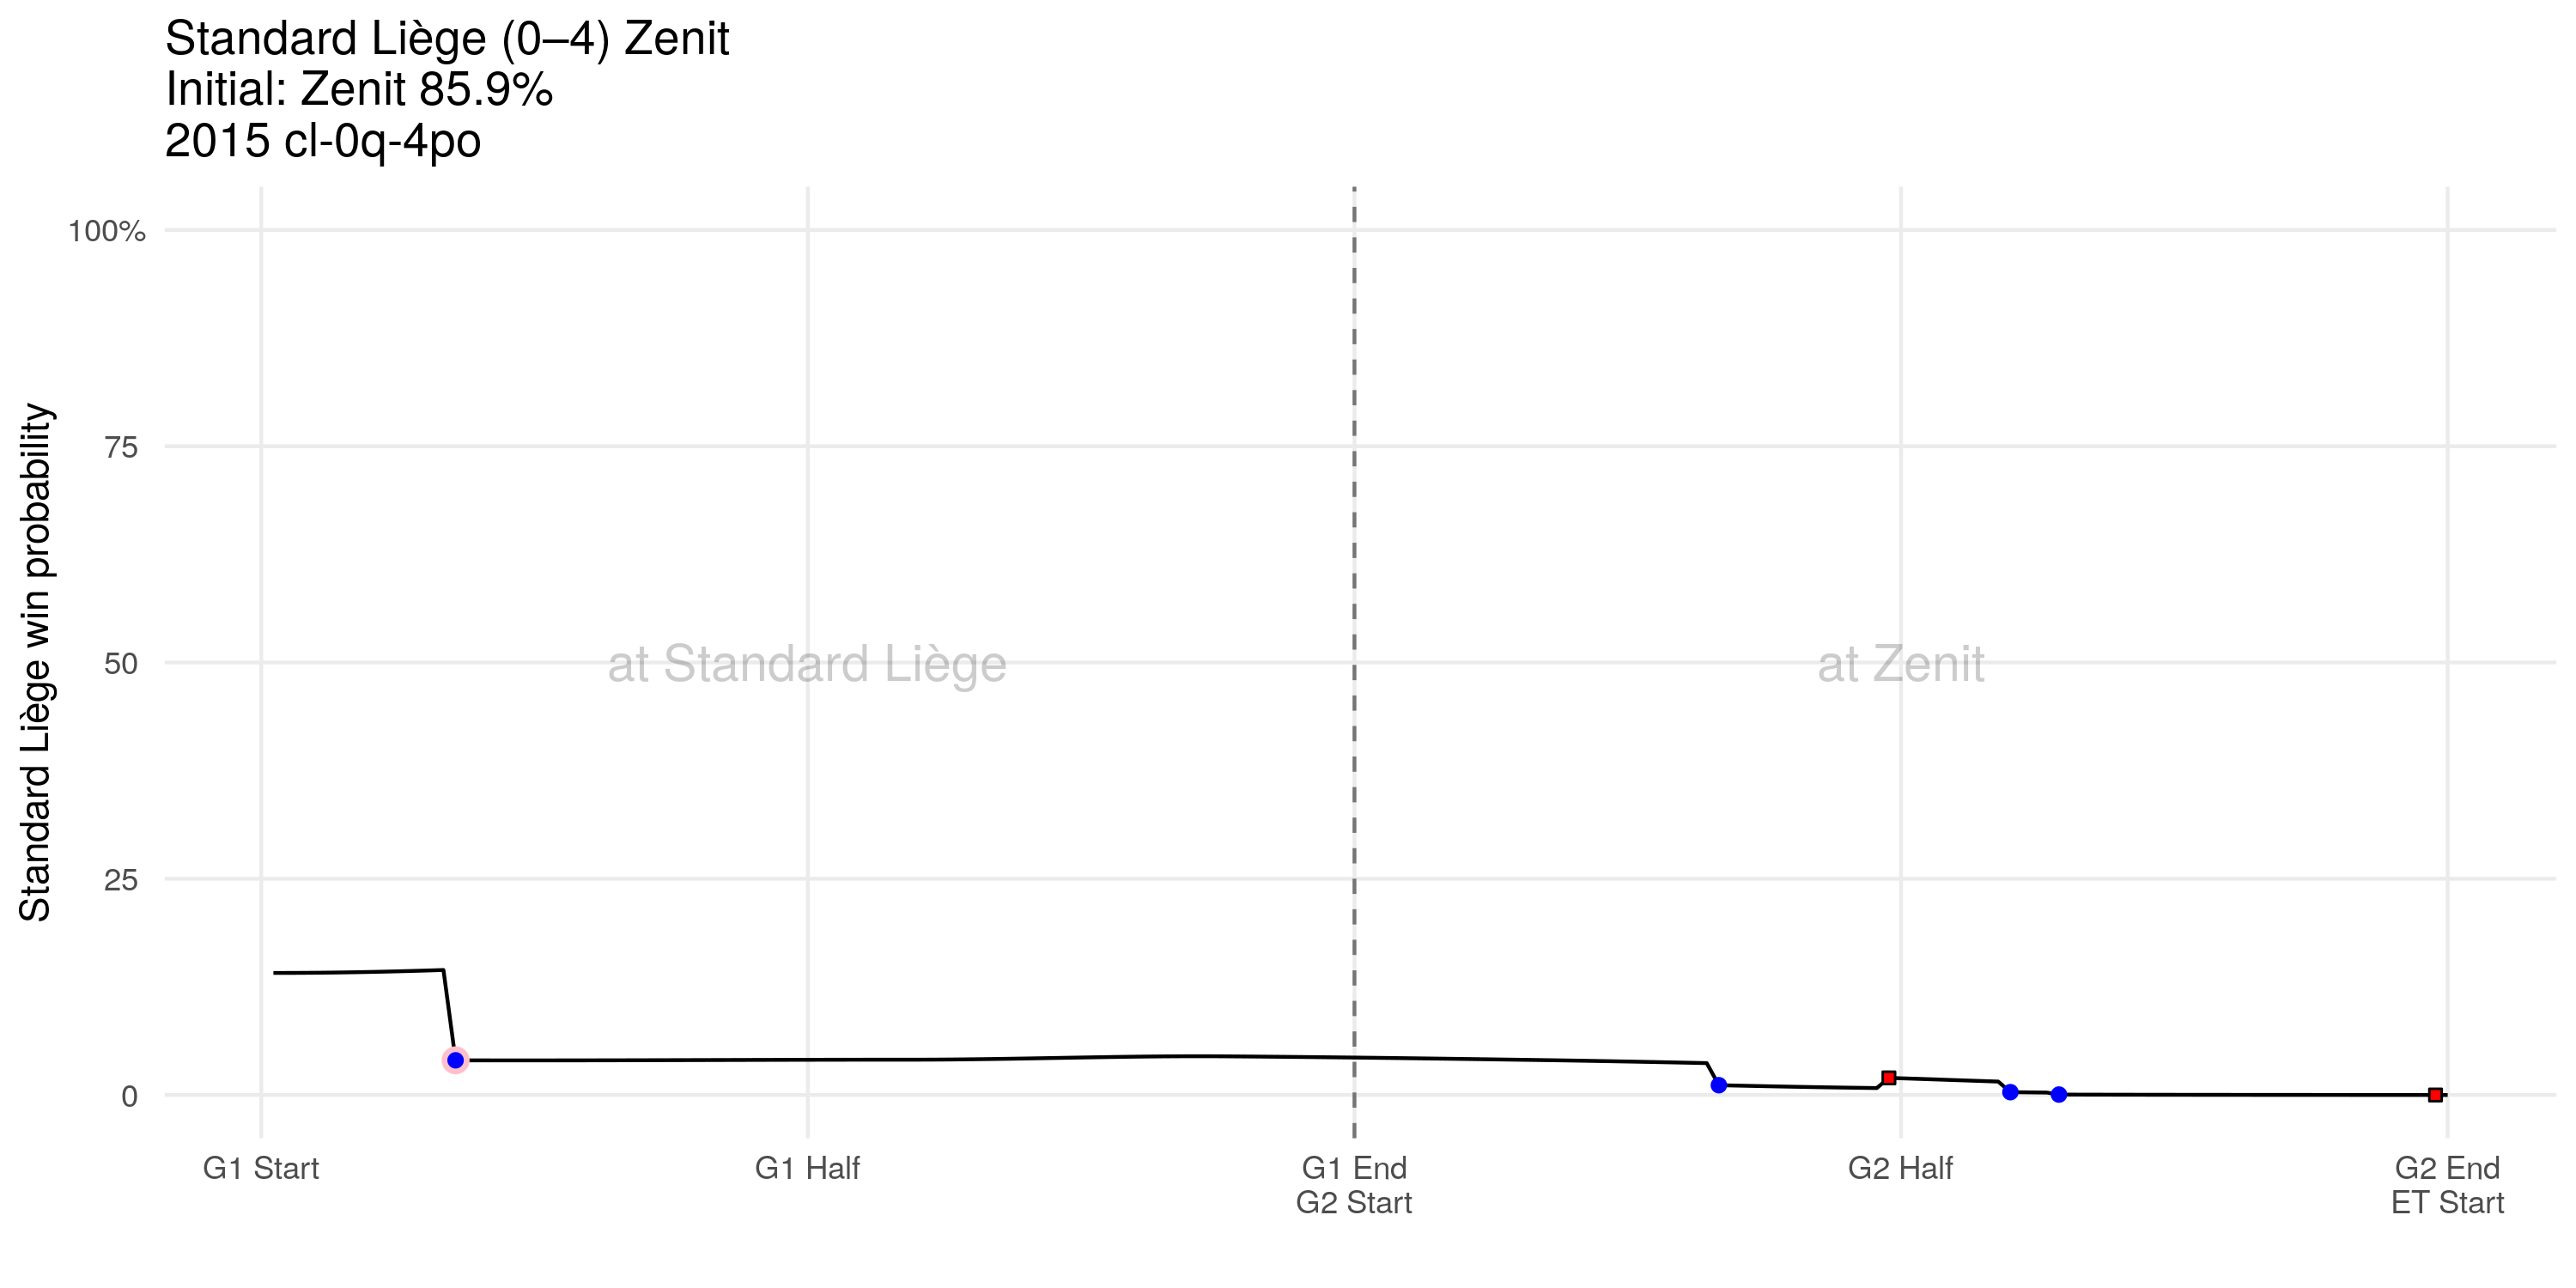 Standard Liège (0–4) Zenit
Initial: Zenit 85.9%
2015 cl-0q-4po
Standard Liège win probability
100%
75
50
25
0
at Standard Liège
at Zenit
G1 Start
G1 Half
G1 End
G2 Start
G2 Half
G2 End
ET Start